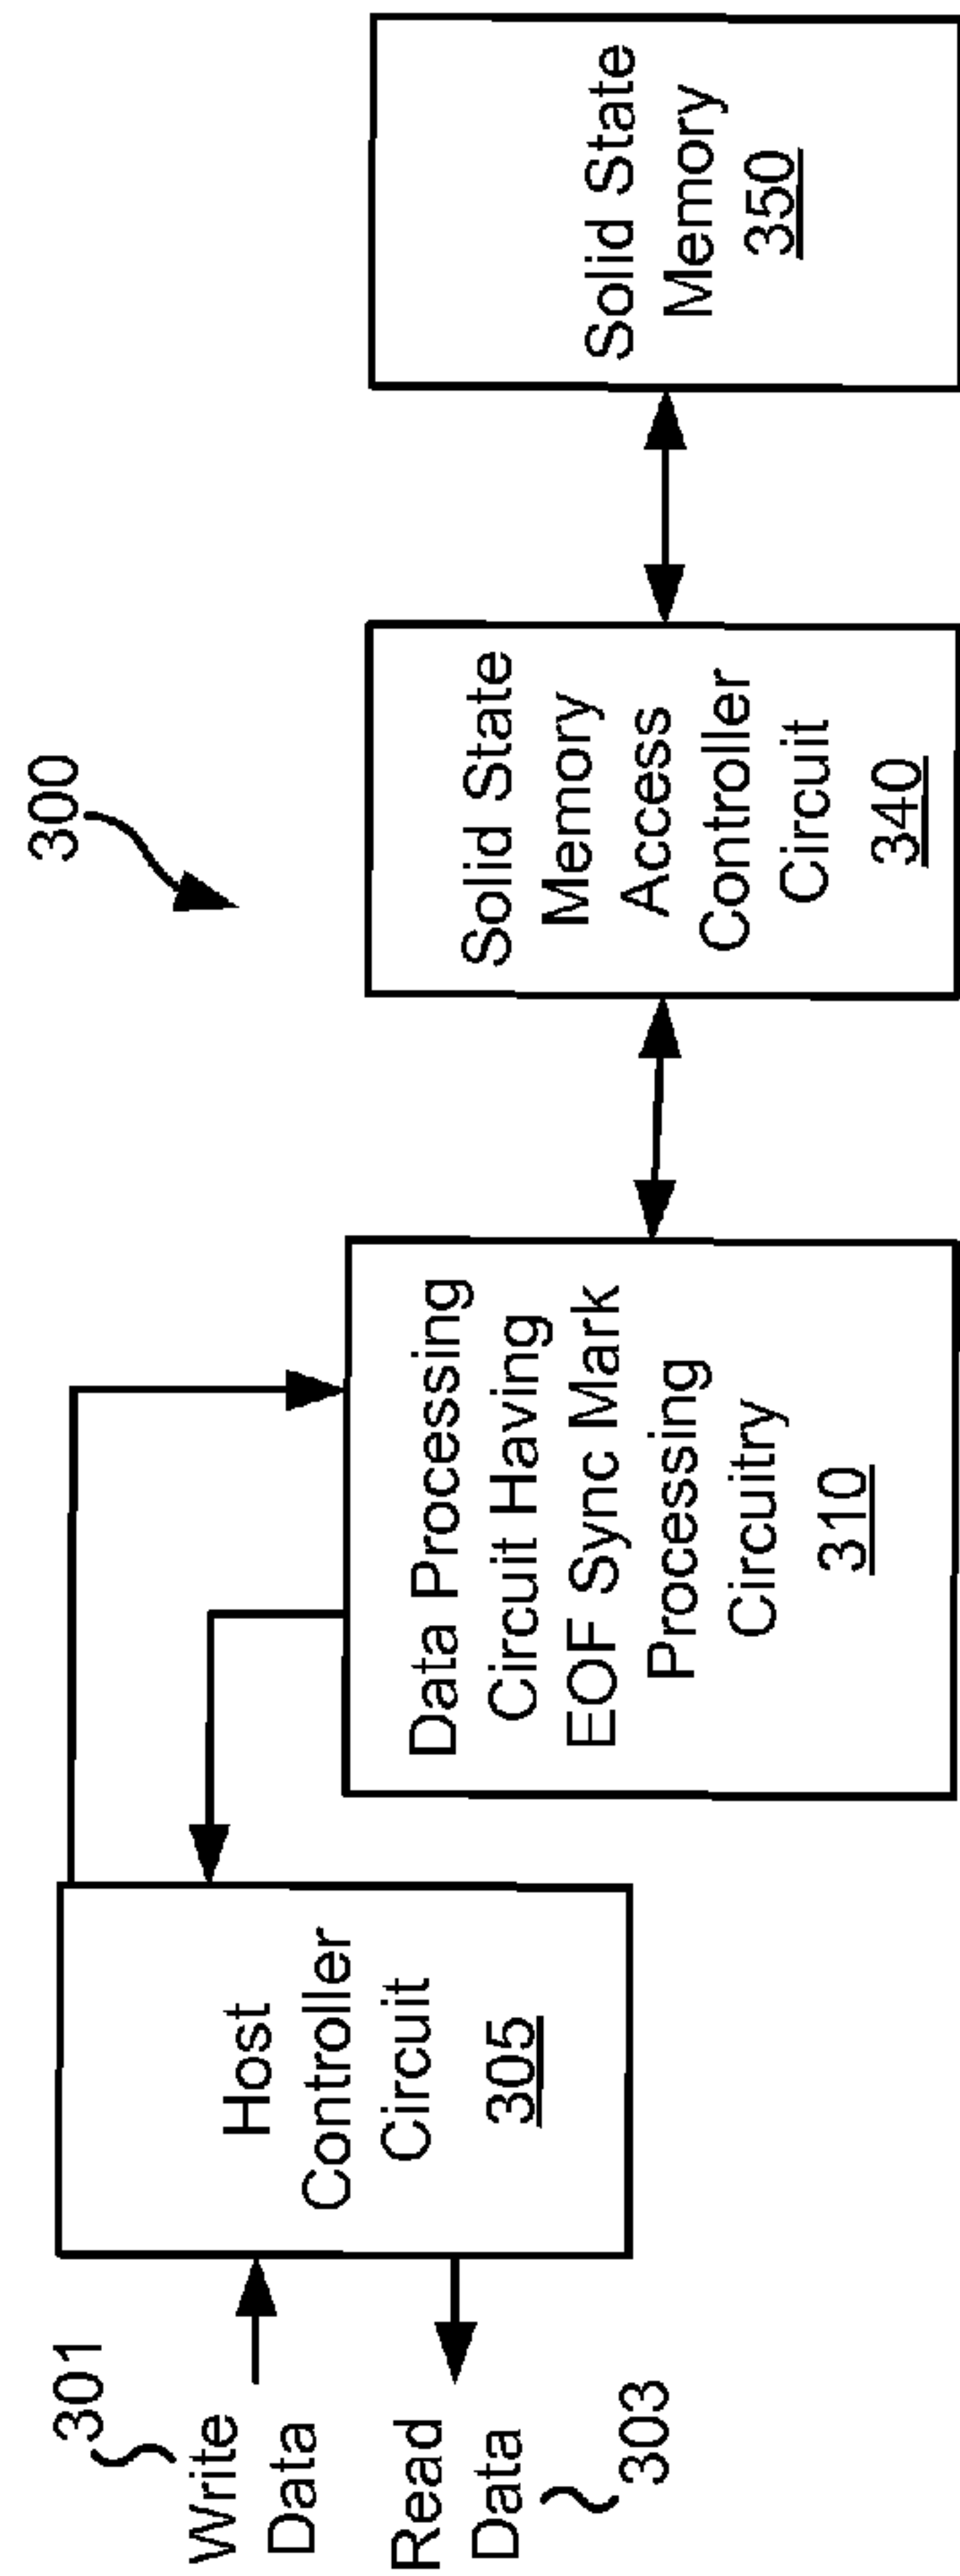 300
301
Write
Data
Read
Data
303
Host
Controller
Circuit
305
Data Processing
Circuit Having
EOF Sync Mark
Processing
Circuitry
310
Solid State
Memory
Access
Controller
Circuit
340
Solid State
Memory
350